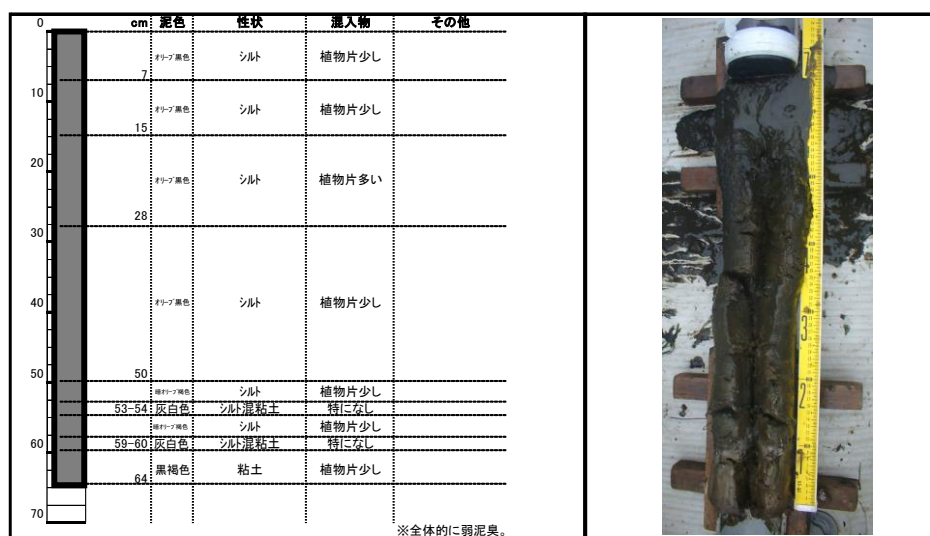 0 cm 泥色 性状 混入物 その他
オリーブ黒色 シルト 植物片少し
7
10
オリーブ黒色 シルト 植物片少し
15
20
オリーブ黒色 シルト 植物片多い
28
30
40
オリーブ黒色 シルト 植物片少し
50 50
暗オリーブ褐色 シルト 植物片少し
53-54 灰白色 シルト混粘土 特になし
暗オリーブ褐色 シルト 植物片少し
60 59-60 灰白色 シルト混粘土 特になし
黒褐色 粘土 植物片少し
64
70
※全体的に弱泥臭。
7
3
2
1